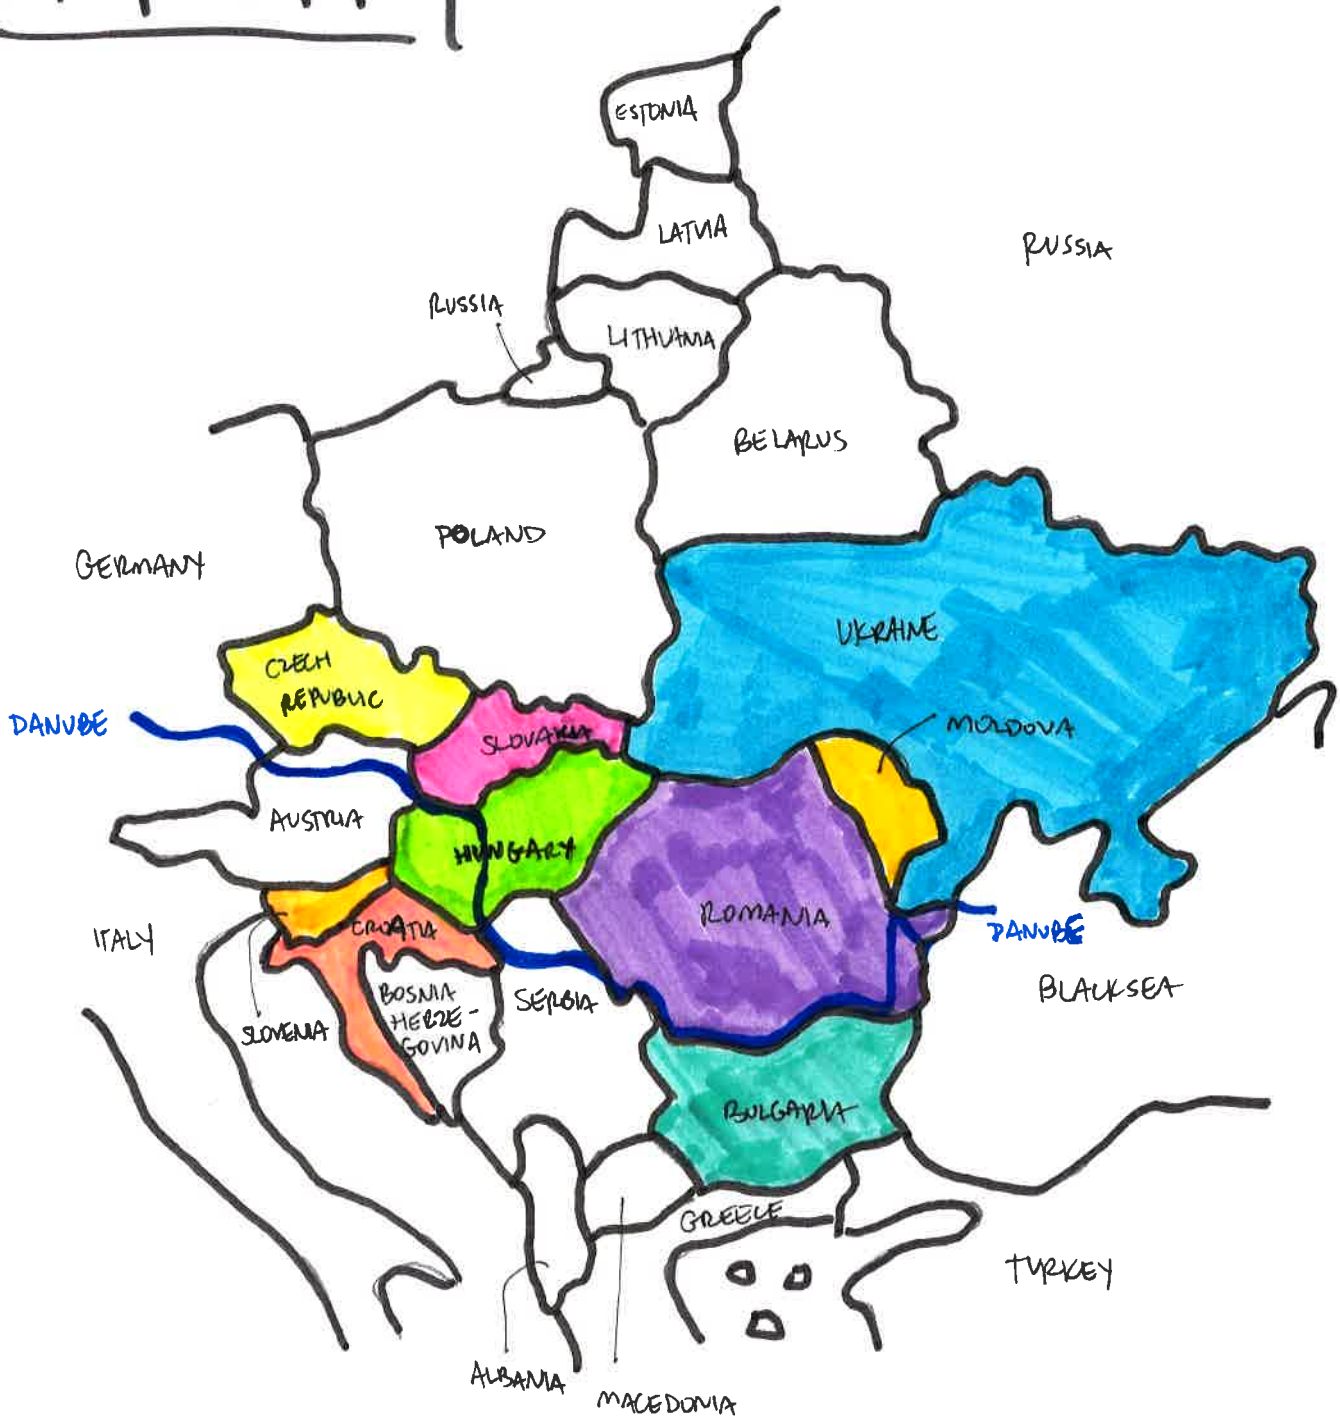 ESTONIA
LATVIA
RUSSIA
RUSSIA
LITHUANIA
BELARUS
POLAND
GERMANY
UKRAINE
CZECH
REPUBLIC
DANUBE
SLOVAKIA
MOLDOVA
AUSTRIA
HUNGARY
ROMANIA
DANUBE
CROATIA
ITALY
BLACK SEA
BOSNIA
HERZE-
GOVINA
SERBIA
SLOVENIA
BULGARIA
GREECE
TURKEY
ALBANIA
MACEDONIA